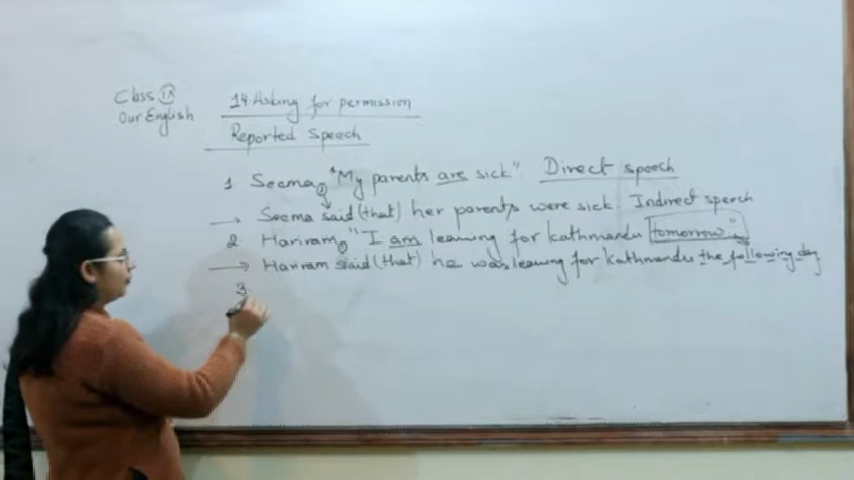 Class IX
Our English
14 Asking for permission
Reported Speech
1 Seema, "My parents are sick". Direct speech
→ Seema said (that) her parents were sick. Indirect speech
2. Hariram, "I am leaving for Kathmandu tomorrow".
→ Hariram said (that) he was leaving for Kathmandu the following day
3